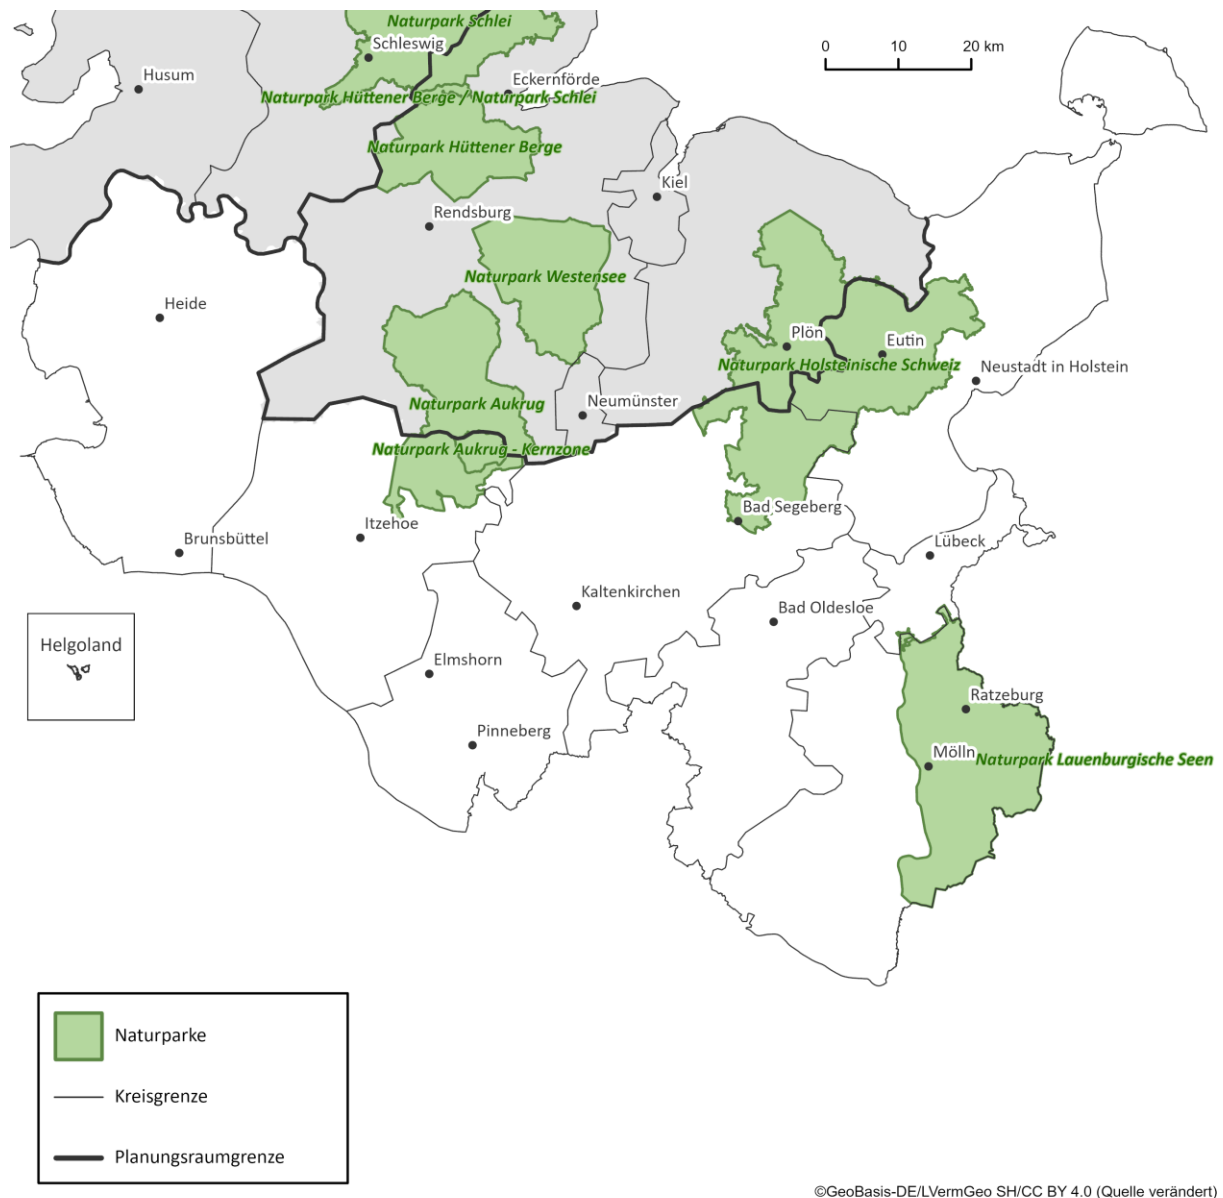 Naturpark Schlei
Schleswig
0 10 20 km
Husum
Eckernförde
Naturpark Hüttener Berge / Naturpark Schlei
Naturpark Hüttener Berge
Kiel
Rendsburg
Naturpark Westensee
Heide
Plön
Eutin
Naturpark Holsteinische Schweiz
Neustadt in Holstein
Naturpark Aukrug
Neumünster
Naturpark Aukrug - Kernzone
Bad Segeberg
Itzehoe
Brunsbüttel
Lübeck
Kaltenkirchen
Bad Oldesloe
Helgoland
Elmshorn
Ratzeburg
Pinneberg
Mölln
Naturpark Lauenburgische Seen
Naturparke
Kreisgrenze
Planungsraumgrenze
©GeoBasis-DE/LVermGeo SH/CC BY 4.0 (Quelle verändert)